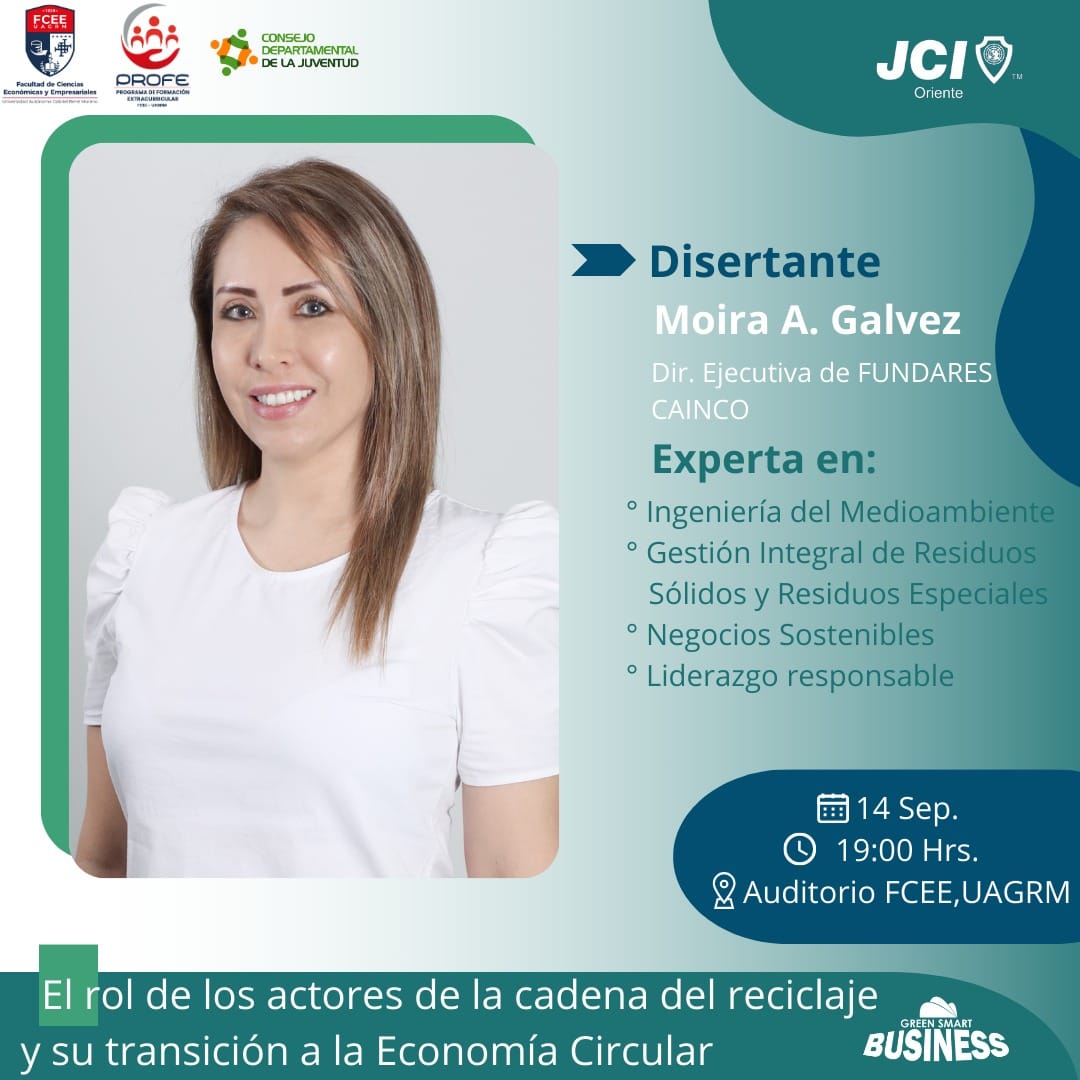 ·1938·
FCEE
UAGRM
Facultad de Ciencias
Económicas y Empresariales
Universidad Autónoma Gabriel René Moreno
PROFE
PROGRAMA DE FORMACIÓN
EXTRACURRICULAR
FCEE - UAGRM
CONSEJO
DEPARTAMENTAL
DE LA JUVENTUD
JCI
TM
Oriente
Disertante
Moira A. Galvez
Dir. Ejecutiva de FUNDARES
CAINCO
Experta en:
° Ingeniería del Medioambiente
° Gestión Integral de Residuos
Sólidos y Residuos Especiales
° Negocios Sostenibles
° Liderazgo responsable
14 Sep.
19:00 Hrs.
Auditorio FCEE,UAGRM
El rol de los actores de la cadena del reciclaje
y su transición a la Economía Circular
GREEN SMART
BUSINESS